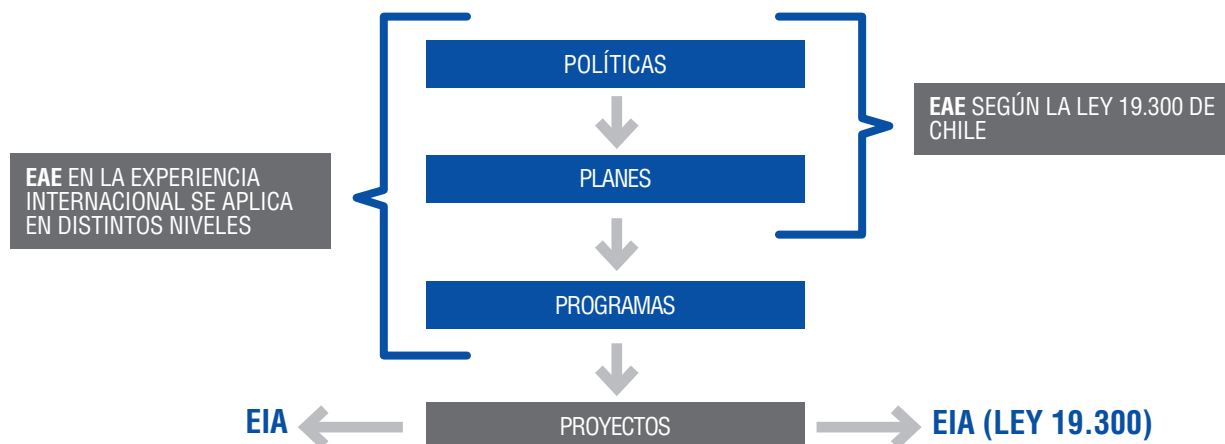 POLÍTICAS
EAE SEGÚN LA LEY 19.300 DE
CHILE
EAE EN LA EXPERIENCIA
INTERNACIONAL SE APLICA
EN DISTINTOS NIVELES
PLANES
PROGRAMAS
EIA
PROYECTOS
EIA (LEY 19.300)